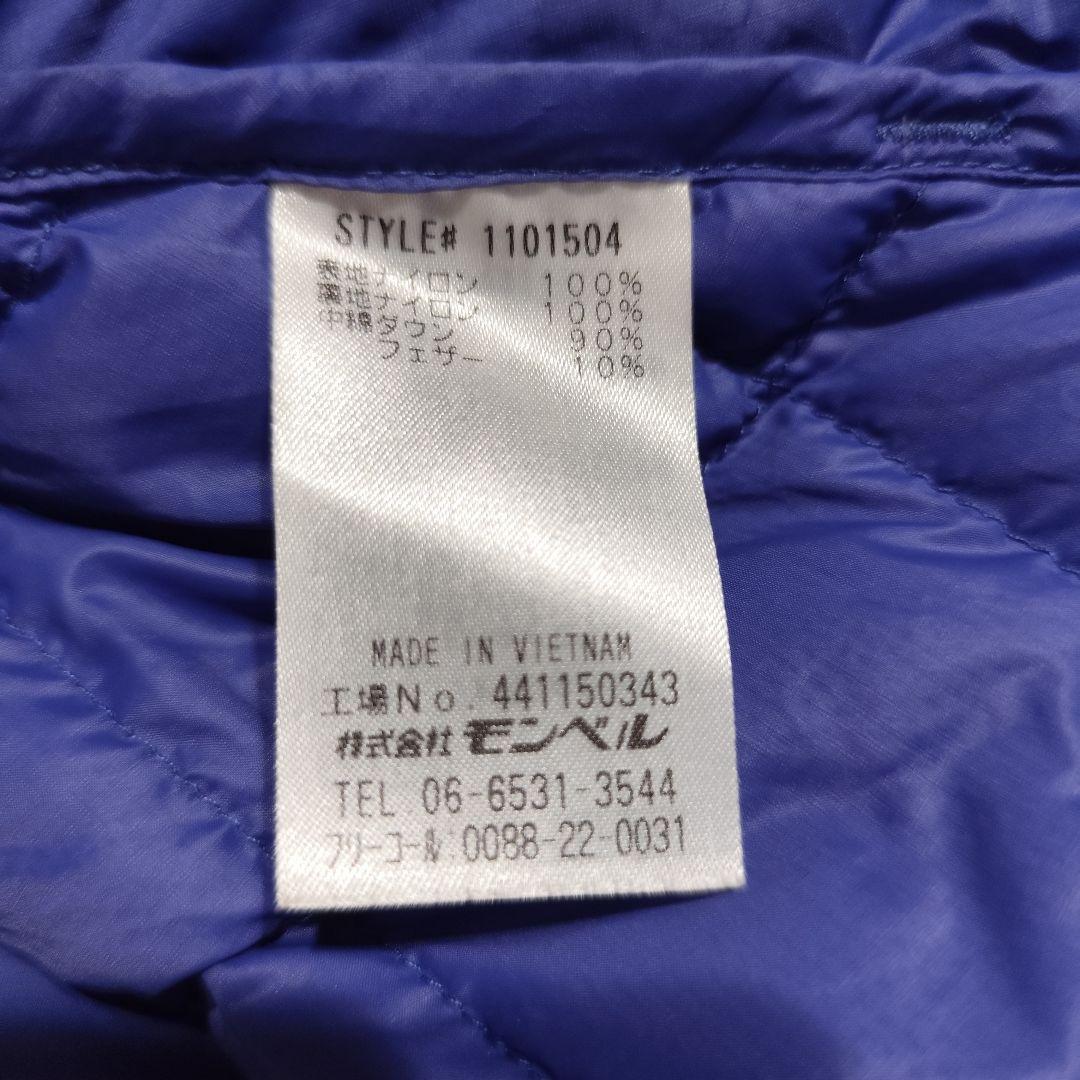 STYLE# 1101504
表地ナイロン 100%
裏地ナイロン 100%
中綿ダウン 90%
フェザー 10%
MADE IN VIETNAM
工場No. 441150343
株式会社モンベル
TEL. 06-6531-3544
フリーコール:0088-22-0031